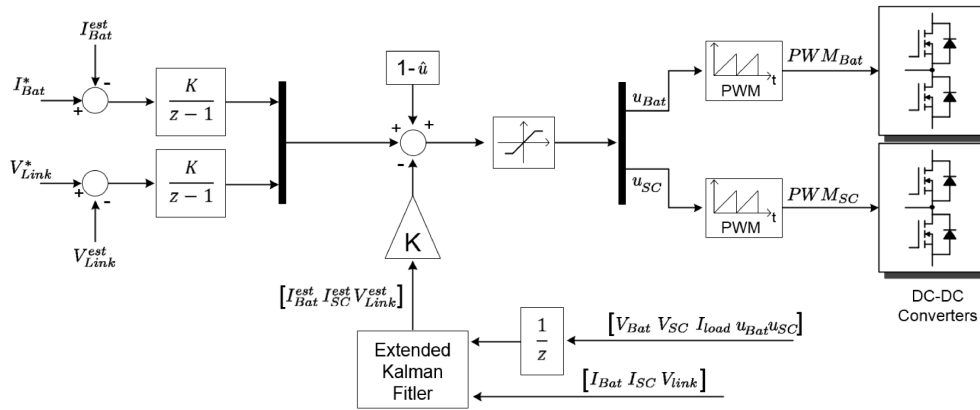 I_{Bat}^{est}
-
I_{Bat}^{*}
+
K
z − 1
V_{Link}^{*}
+
-
K
z − 1
V_{Link}^{est}
1-û
+
+
-
K
u_{Bat}
u_{SC}
t
PWM
PWM_{Bat}
t
PWM
PWM_{SC}
DC-DC
Converters
[I_{Bat}^{est} I_{SC}^{est} V_{Link}^{est}]
Extended
Kalman
Fitler
1
z
[V_{Bat} V_{SC} I_{load} u_{Bat} u_{SC}]
[I_{Bat} I_{SC} V_{link}]